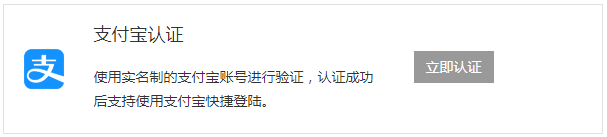 支付宝认证
支
使用实名制的支付宝账号进行验证，认证成功
后支持使用支付宝快捷登陆。
立即认证